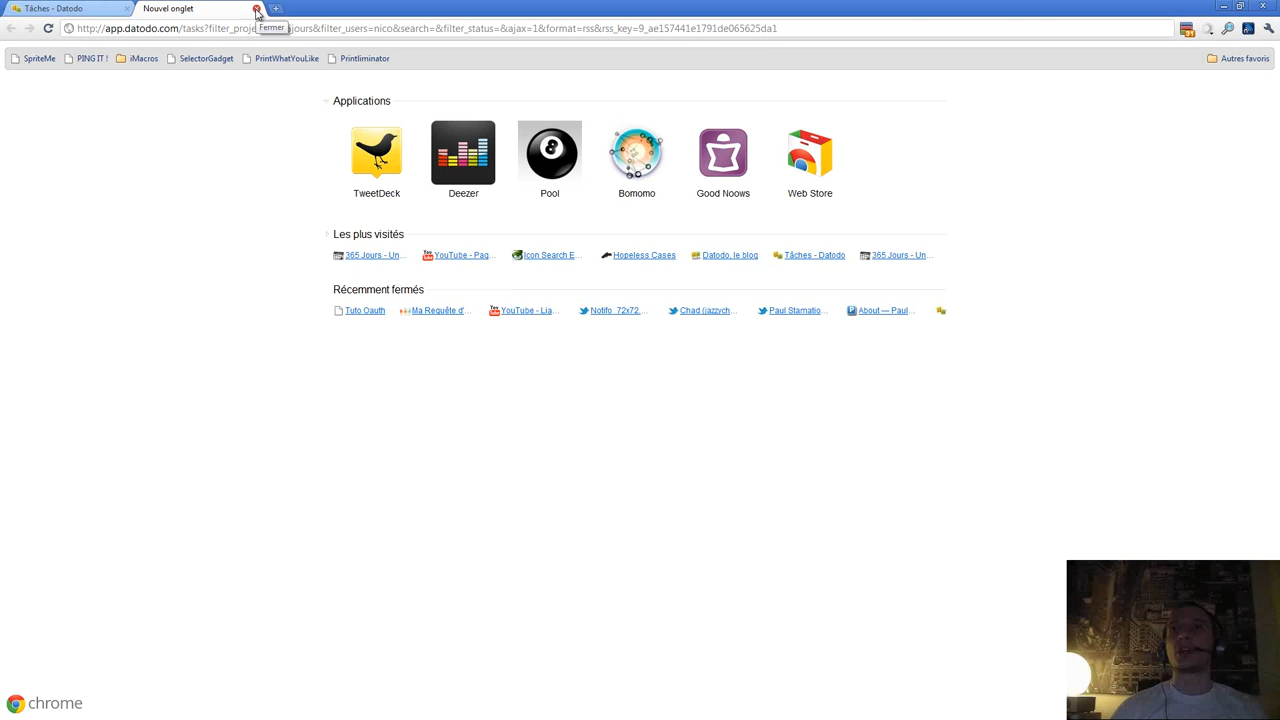 Tâches - Datodo
Nouvel onglet
http://app.datodo.com/tasks?filter_proje ajours&filter_users=nico&search=&filter_status=&ajax=1&format=rss&rss_key=9_ae157441e1791de065625da1
Fermer
SpriteMe PING IT ! iMacros SelectorGadget PrintWhatYouLike Printliminator Autres favoris
Applications
TweetDeck Deezer Pool Bomomo Good Noows Web Store
Les plus visités
365 Jours - Un... YouTube - Pag... Icon Search E... Hopeless Cases Datodo, le blog Tâches - Datodo 365 Jours - Un...
Récemment fermés
Tuto Oauth Ma Requête d'... YouTube - Lia... Notifo_72x72... Chad (jazzych... Paul Stamatio... About — Paul...
chrome